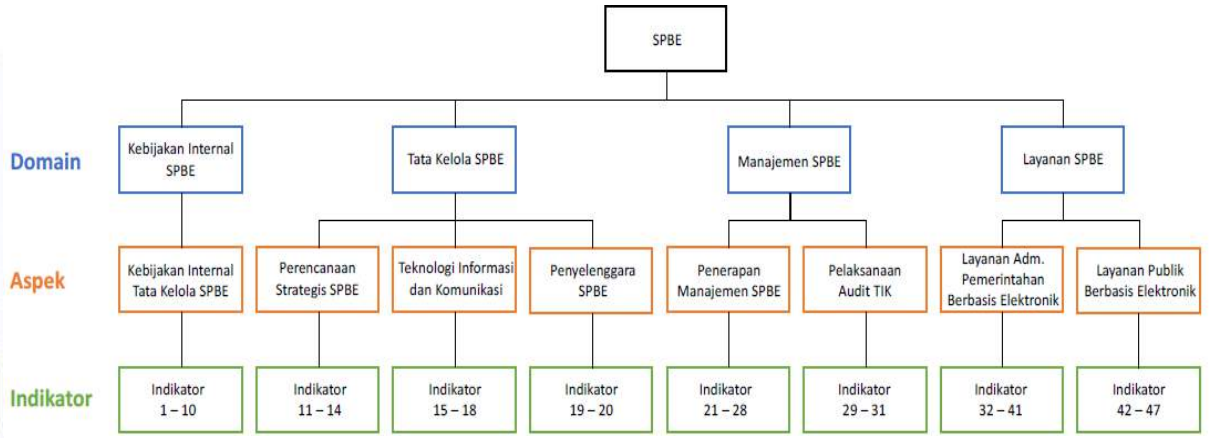 SPBE
Domain
Kebijakan Internal
SPBE
Tata Kelola SPBE
Manajemen SPBE
Layanan SPBE
Aspek
Kebijakan Internal
Tata Kelola SPBE
Perencanaan
Strategis SPBE
Teknologi Informasi
dan Komunikasi
Penyelenggara
SPBE
Penerapan
Manajemen SPBE
Pelaksanaan
Audit TIK
Layanan Adm.
Pemerintahan
Berbasis Elektronik
Layanan Publik
Berbasis Elektronik
Indikator
Indikator
1 – 10
Indikator
11 – 14
Indikator
15 – 18
Indikator
19 – 20
Indikator
21 – 28
Indikator
29 – 31
Indikator
32 – 41
Indikator
42 – 47